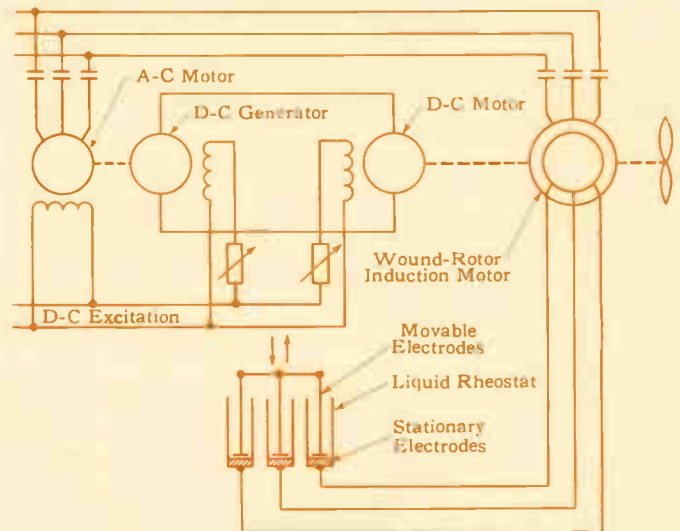 A-C Motor
D-C Generator
D-C Motor
Wound-Rotor
Induction Motor
D-C Excitation
Movable
Electrodes
Liquid Rheostat
Stationary
Electrodes